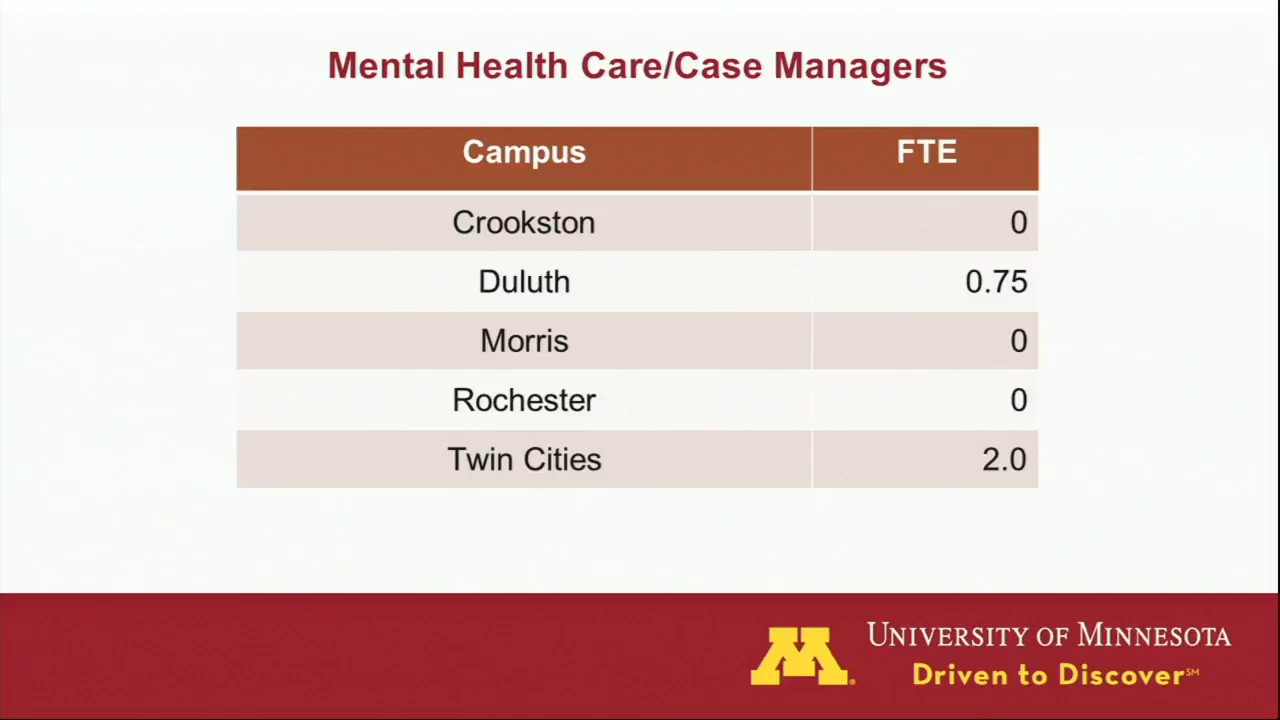 Mental Health Care/Case Managers
Campus FTE
Crookston 0
Duluth 0.75
Morris 0
Rochester 0
Twin Cities 2.0
M
UNIVERSITY OF MINNESOTA
Driven to Discover℠